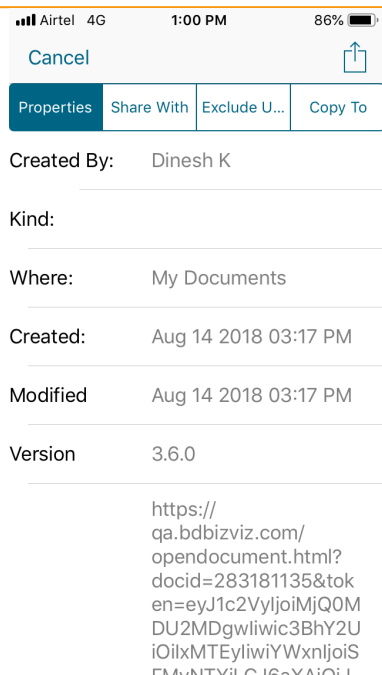 Airtel 4G 1:00 PM 86%
Cancel
Properties Share With Exclude U... Copy To
Created By: Dinesh K
Kind:
Where: My Documents
Created: Aug 14 2018 03:17 PM
Modified Aug 14 2018 03:17 PM
Version 3.6.0
https://
qa.bdbizviz.com/
opendocument.html?
docid=283181135&tok
en=eyJ1c2VyIjoiMjQ0M
DU2MDgwIiwic3BhY2U
iOiIxMTEyIiwiYWxnIjoiS